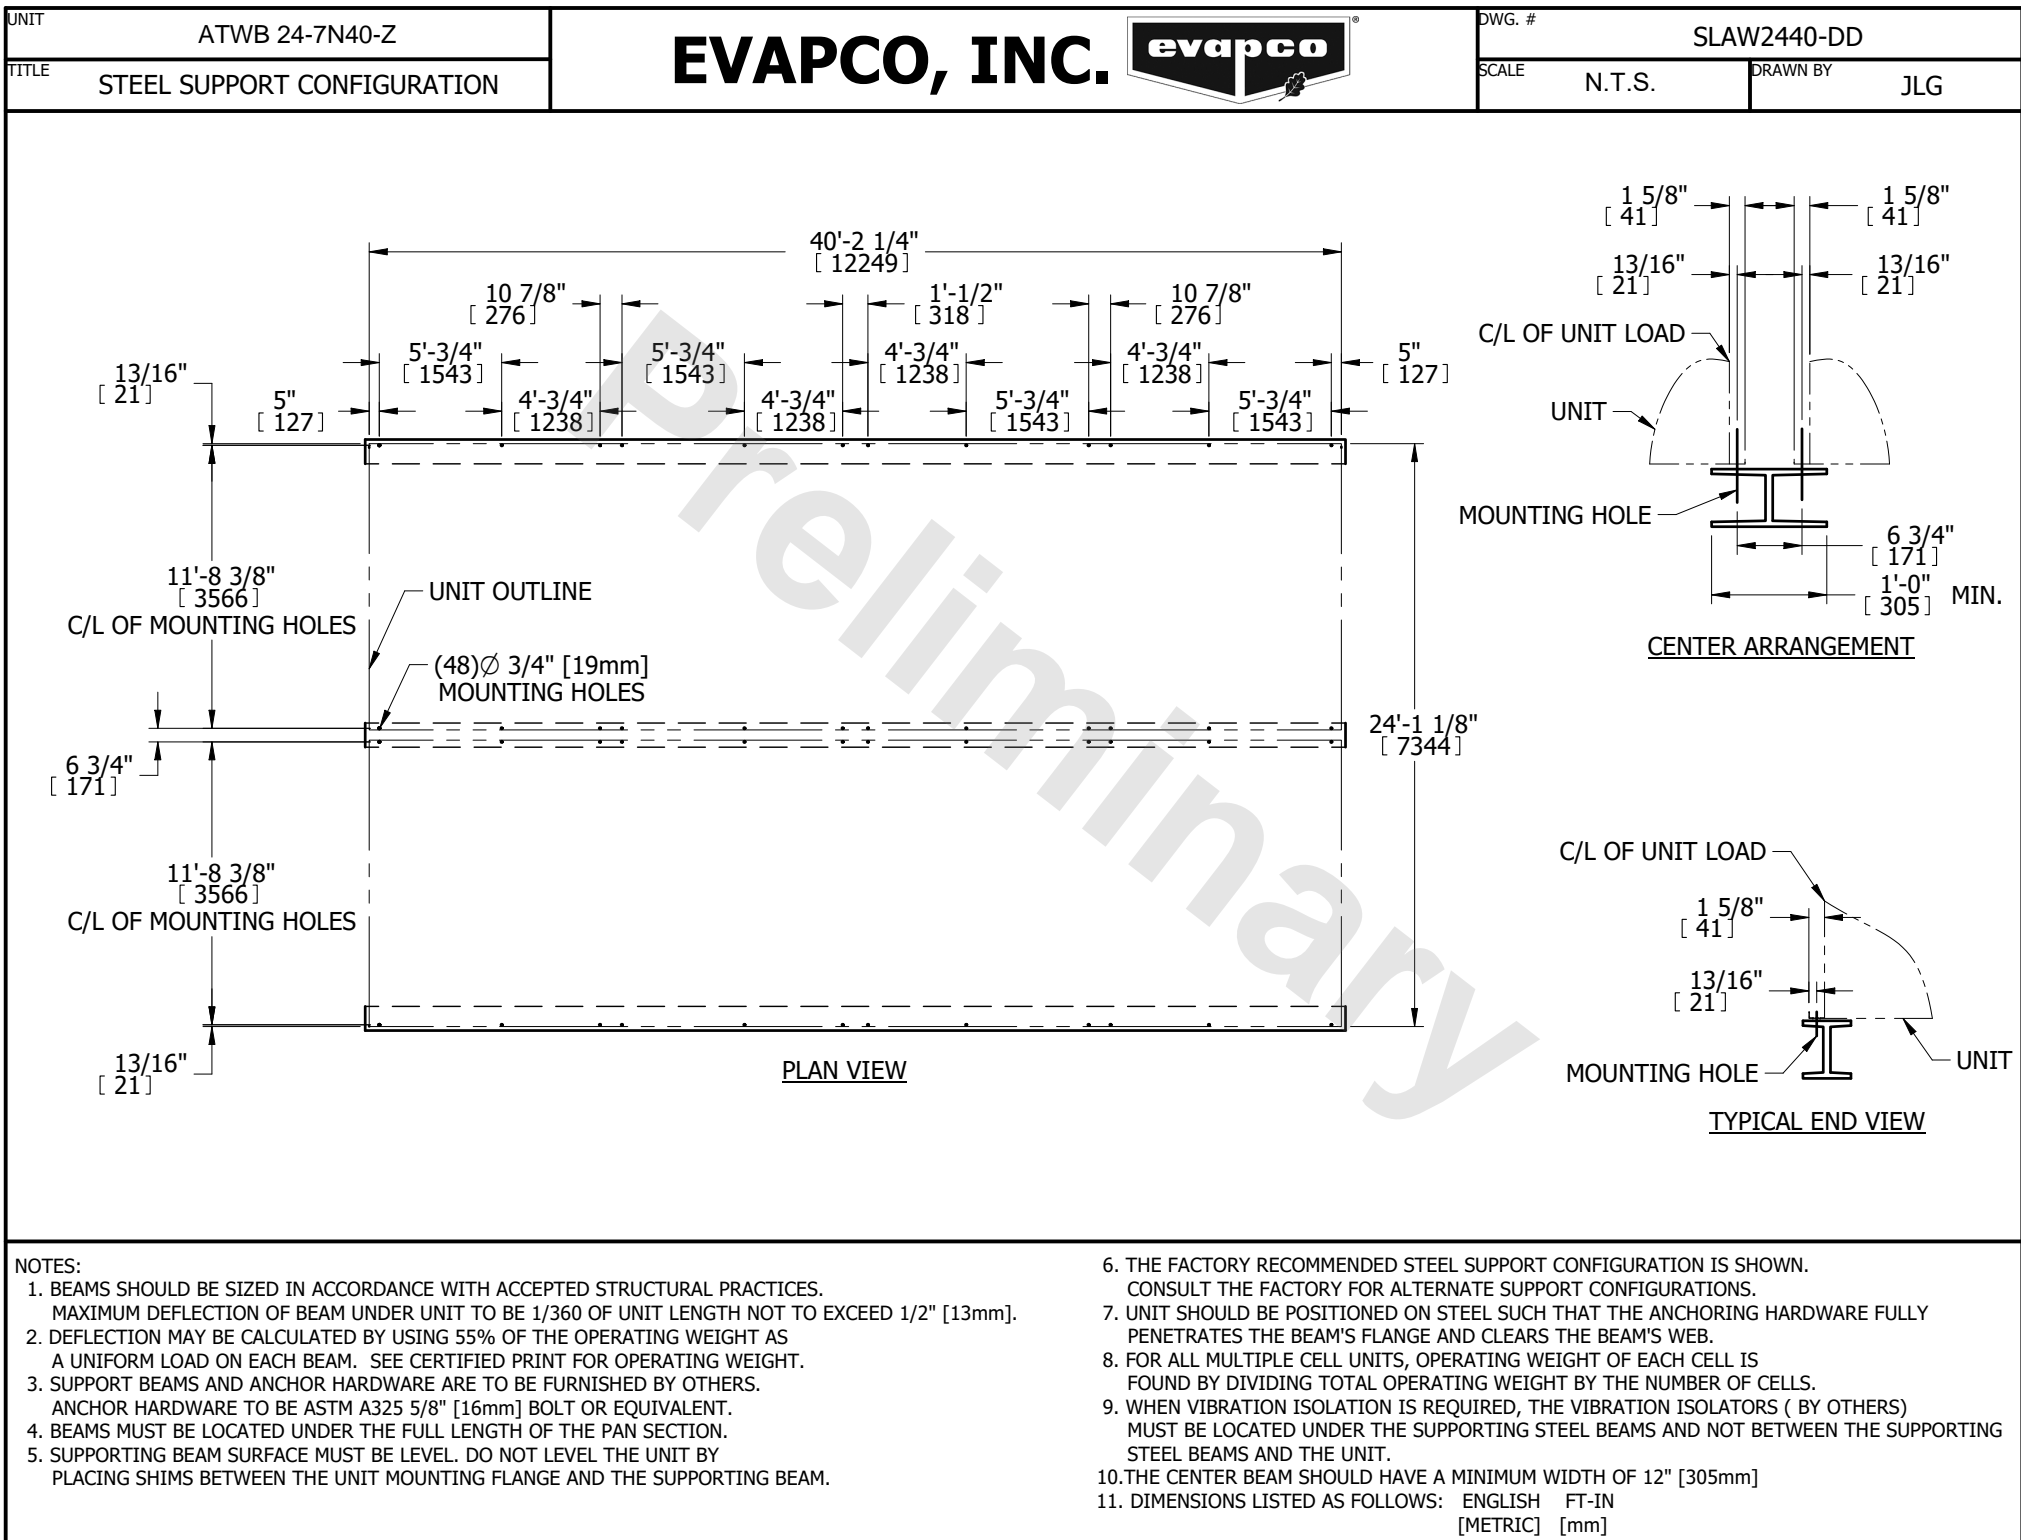 UNIT
ATWB 24-7N40-Z
TITLE
STEEL SUPPORT CONFIGURATION
EVAPCO, INC.
evapco
®
DWG. #
SLAW2440-DD
SCALE
N.T.S.
DRAWN BY
JLG
40'-2 1/4"
[ 12249]
10 7/8"
[ 276]
1'-1/2"
[ 318 ]
10 7/8"
[ 276]
5'-3/4"
[ 1543]
5'-3/4"
[ 1543]
4'-3/4"
[ 1238]
4'-3/4"
[ 1238]
5"
[ 127]
13/16"
[ 21]
5"
[ 127]
4'-3/4"
[ 1238]
4'-3/4"
[ 1238]
5'-3/4"
[ 1543]
5'-3/4"
[ 1543]
11'-8 3/8"
[ 3566]
C/L OF MOUNTING HOLES
UNIT OUTLINE
(48)Ø 3/4" [19mm]
MOUNTING HOLES
6 3/4"
[ 171]
24'-1 1/8"
[ 7344]
11'-8 3/8"
[ 3566]
C/L OF MOUNTING HOLES
13/16"
[ 21]
PLAN VIEW
Preliminary
1 5/8"
[ 41]
1 5/8"
[ 41]
13/16"
[ 21]
13/16"
[ 21]
C/L OF UNIT LOAD
UNIT
MOUNTING HOLE
6 3/4"
[ 171]
1'-0"
[ 305] MIN.
CENTER ARRANGEMENT
C/L OF UNIT LOAD
1 5/8"
[ 41]
13/16"
[ 21]
MOUNTING HOLE
UNIT
TYPICAL END VIEW
NOTES:
1. BEAMS SHOULD BE SIZED IN ACCORDANCE WITH ACCEPTED STRUCTURAL PRACTICES.
MAXIMUM DEFLECTION OF BEAM UNDER UNIT TO BE 1/360 OF UNIT LENGTH NOT TO EXCEED 1/2" [13mm].
2. DEFLECTION MAY BE CALCULATED BY USING 55% OF THE OPERATING WEIGHT AS
A UNIFORM LOAD ON EACH BEAM. SEE CERTIFIED PRINT FOR OPERATING WEIGHT.
3. SUPPORT BEAMS AND ANCHOR HARDWARE ARE TO BE FURNISHED BY OTHERS.
ANCHOR HARDWARE TO BE ASTM A325 5/8" [16mm] BOLT OR EQUIVALENT.
4. BEAMS MUST BE LOCATED UNDER THE FULL LENGTH OF THE PAN SECTION.
5. SUPPORTING BEAM SURFACE MUST BE LEVEL. DO NOT LEVEL THE UNIT BY
PLACING SHIMS BETWEEN THE UNIT MOUNTING FLANGE AND THE SUPPORTING BEAM.
6. THE FACTORY RECOMMENDED STEEL SUPPORT CONFIGURATION IS SHOWN.
CONSULT THE FACTORY FOR ALTERNATE SUPPORT CONFIGURATIONS.
7. UNIT SHOULD BE POSITIONED ON STEEL SUCH THAT THE ANCHORING HARDWARE FULLY
PENETRATES THE BEAM'S FLANGE AND CLEARS THE BEAM'S WEB.
8. FOR ALL MULTIPLE CELL UNITS, OPERATING WEIGHT OF EACH CELL IS
FOUND BY DIVIDING TOTAL OPERATING WEIGHT BY THE NUMBER OF CELLS.
9. WHEN VIBRATION ISOLATION IS REQUIRED, THE VIBRATION ISOLATORS ( BY OTHERS)
MUST BE LOCATED UNDER THE SUPPORTING STEEL BEAMS AND NOT BETWEEN THE SUPPORTING
STEEL BEAMS AND THE UNIT.
10.THE CENTER BEAM SHOULD HAVE A MINIMUM WIDTH OF 12" [305mm]
11. DIMENSIONS LISTED AS FOLLOWS: ENGLISH FT-IN
[METRIC] [mm]